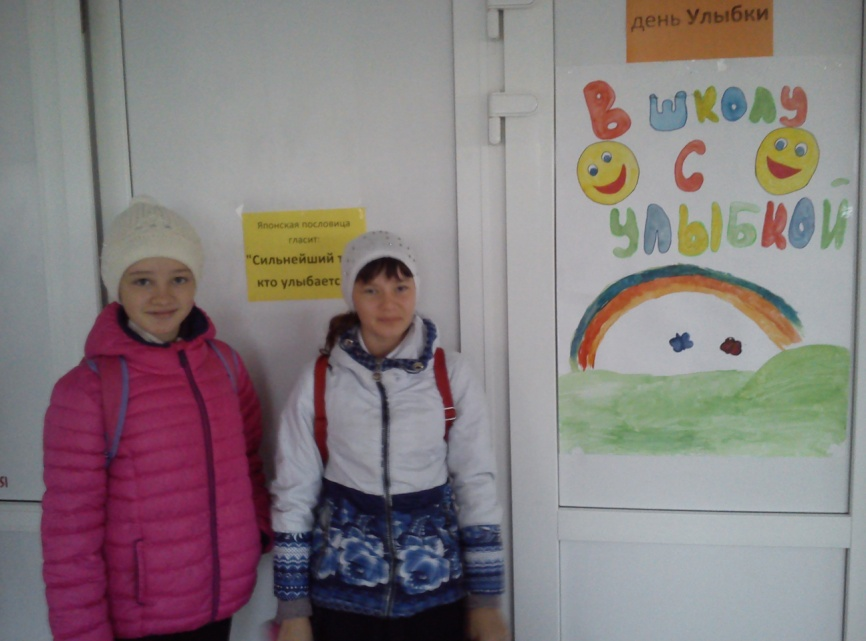 день Улыбки
В школу
с
улыбкой
Японская пословица
гласит:
"Сильнейший
кто улыбаетс
я